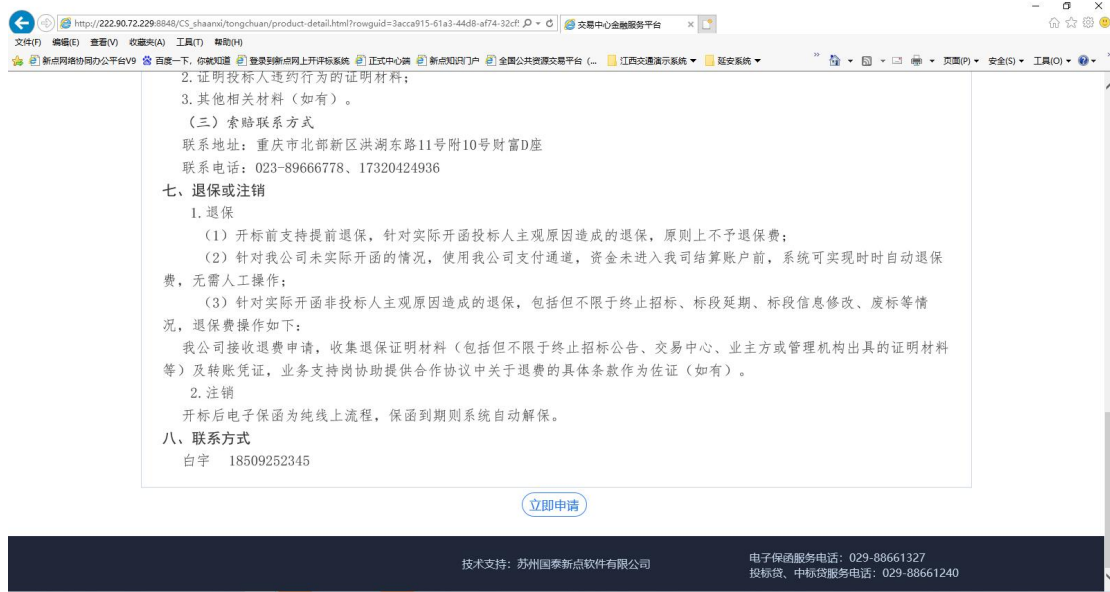 http://222.90.72.229:8848/CS_shaanxi/tongchuan/product-detail.html?rowguid=3acca915-61a3-44d8-af74-32cf!
交易中心金融服务平台
文件(F) 编辑(E) 查看(V) 收藏夹(A) 工具(T) 帮助(H)
新点网络协同办公平台V9 百度一下，你就知道 登录到新点网上开评标系统 正式中心端 新点知识门户 全国公共资源交易平台 (... 江西交通演示系统 延安系统 页面(P) 安全(S) 工具(O)
2.证明投标人违约行为的证明材料；
3.其他相关材料（如有）。
（三）索赔联系方式
联系地址：重庆市北部新区洪湖东路11号附10号财富D座
联系电话：023-89666778、17320424936
七、退保或注销
1.退保
（1）开标前支持提前退保，针对实际开函投标人主观原因造成的退保，原则上不予退保费；
（2）针对我公司未实际开函的情况，使用我公司支付通道，资金未进入我司结算账户前，系统可实现时时自动退保
费，无需人工操作；
（3）针对实际开函非投标人主观原因造成的退保，包括但不限于终止招标、标段延期、标段信息修改、废标等情
况，退保费操作如下：
我公司接收退费申请，收集退保证明材料（包括但不限于终止招标公告、交易中心、业主方或管理机构出具的证明材料
等）及转账凭证，业务支持岗协助提供合作协议中关于退费的具体条款作为佐证（如有）。
2.注销
开标后电子保函为纯线上流程，保函到期则系统自动解保。
八、联系方式
白宇 18509252345
立即申请
技术支持：苏州国泰新点软件有限公司
电子保函服务电话：029-88661327
投标贷、中标贷服务电话：029-88661240